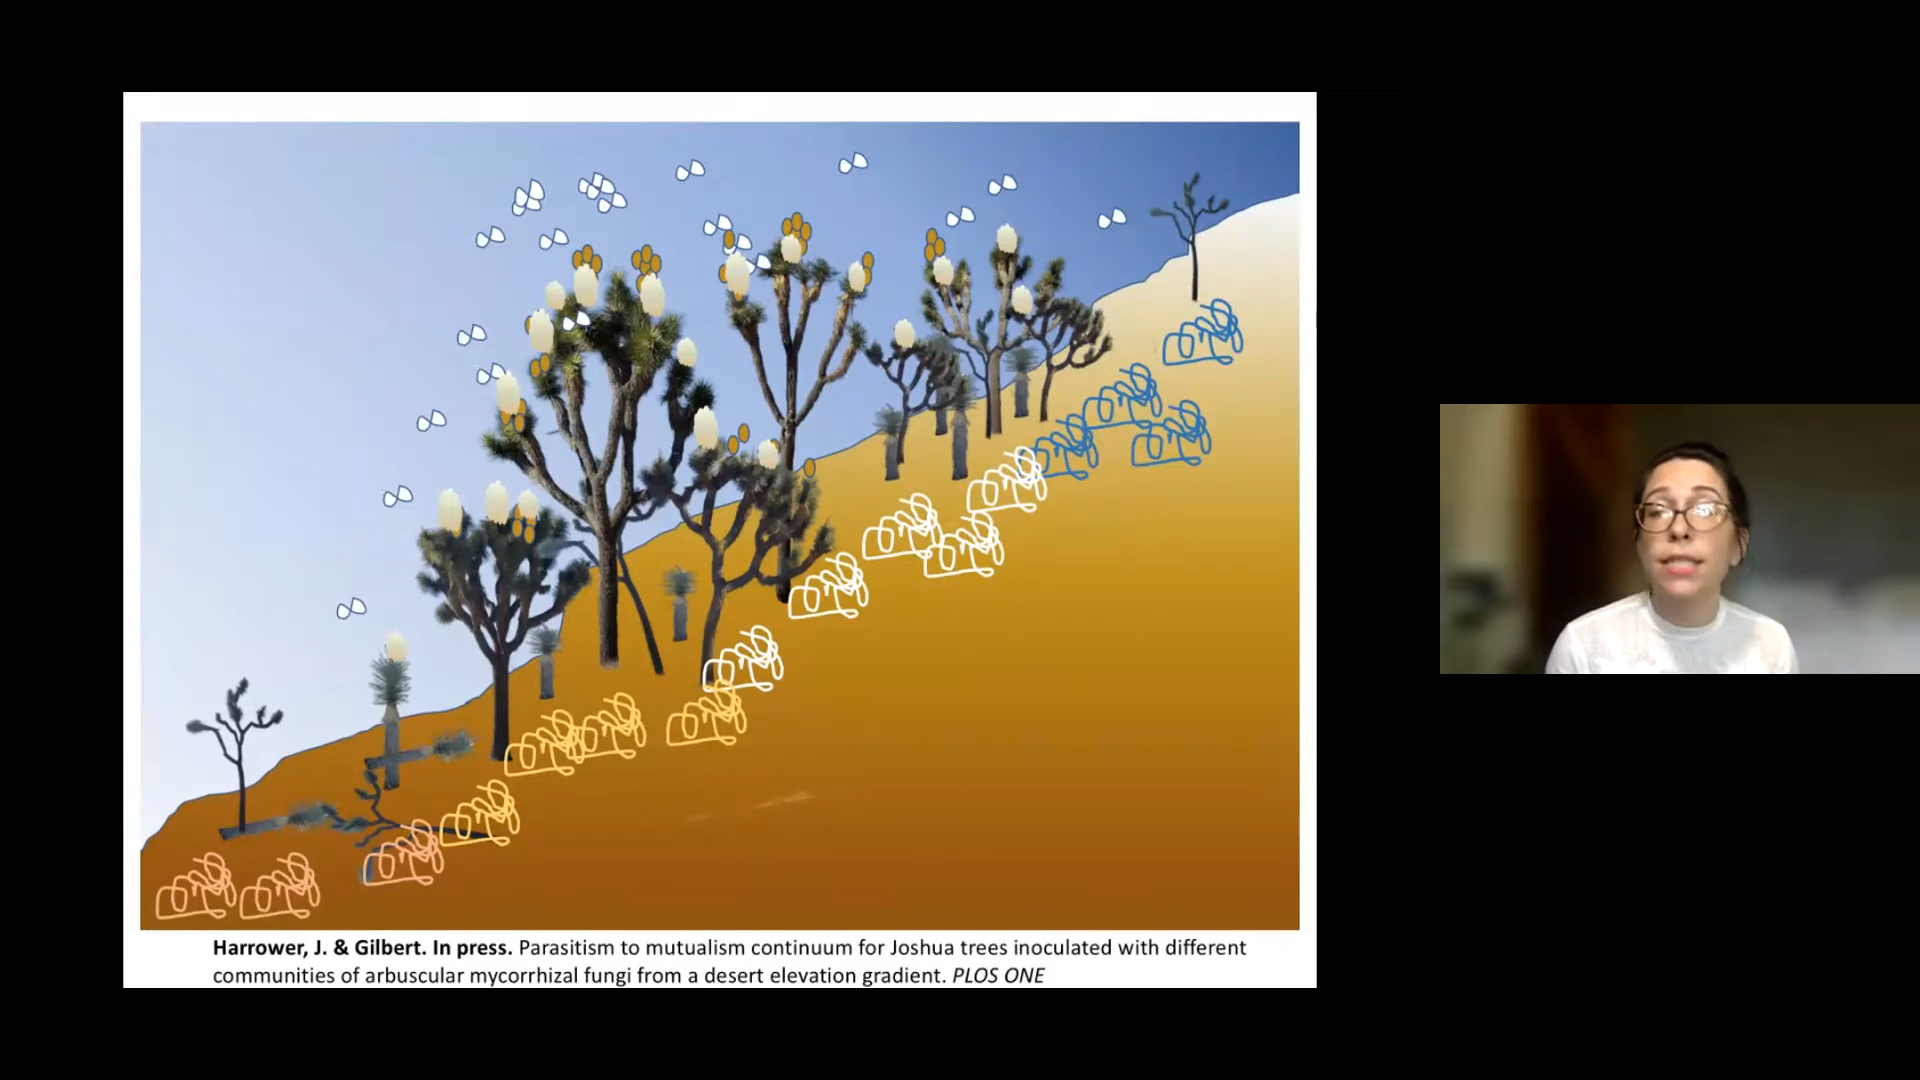 Harrower, J. & Gilbert. In press. Parasitism to mutualism continuum for Joshua trees inoculated with different
communities of arbuscular mycorrhizal fungi from a desert elevation gradient. PLOS ONE